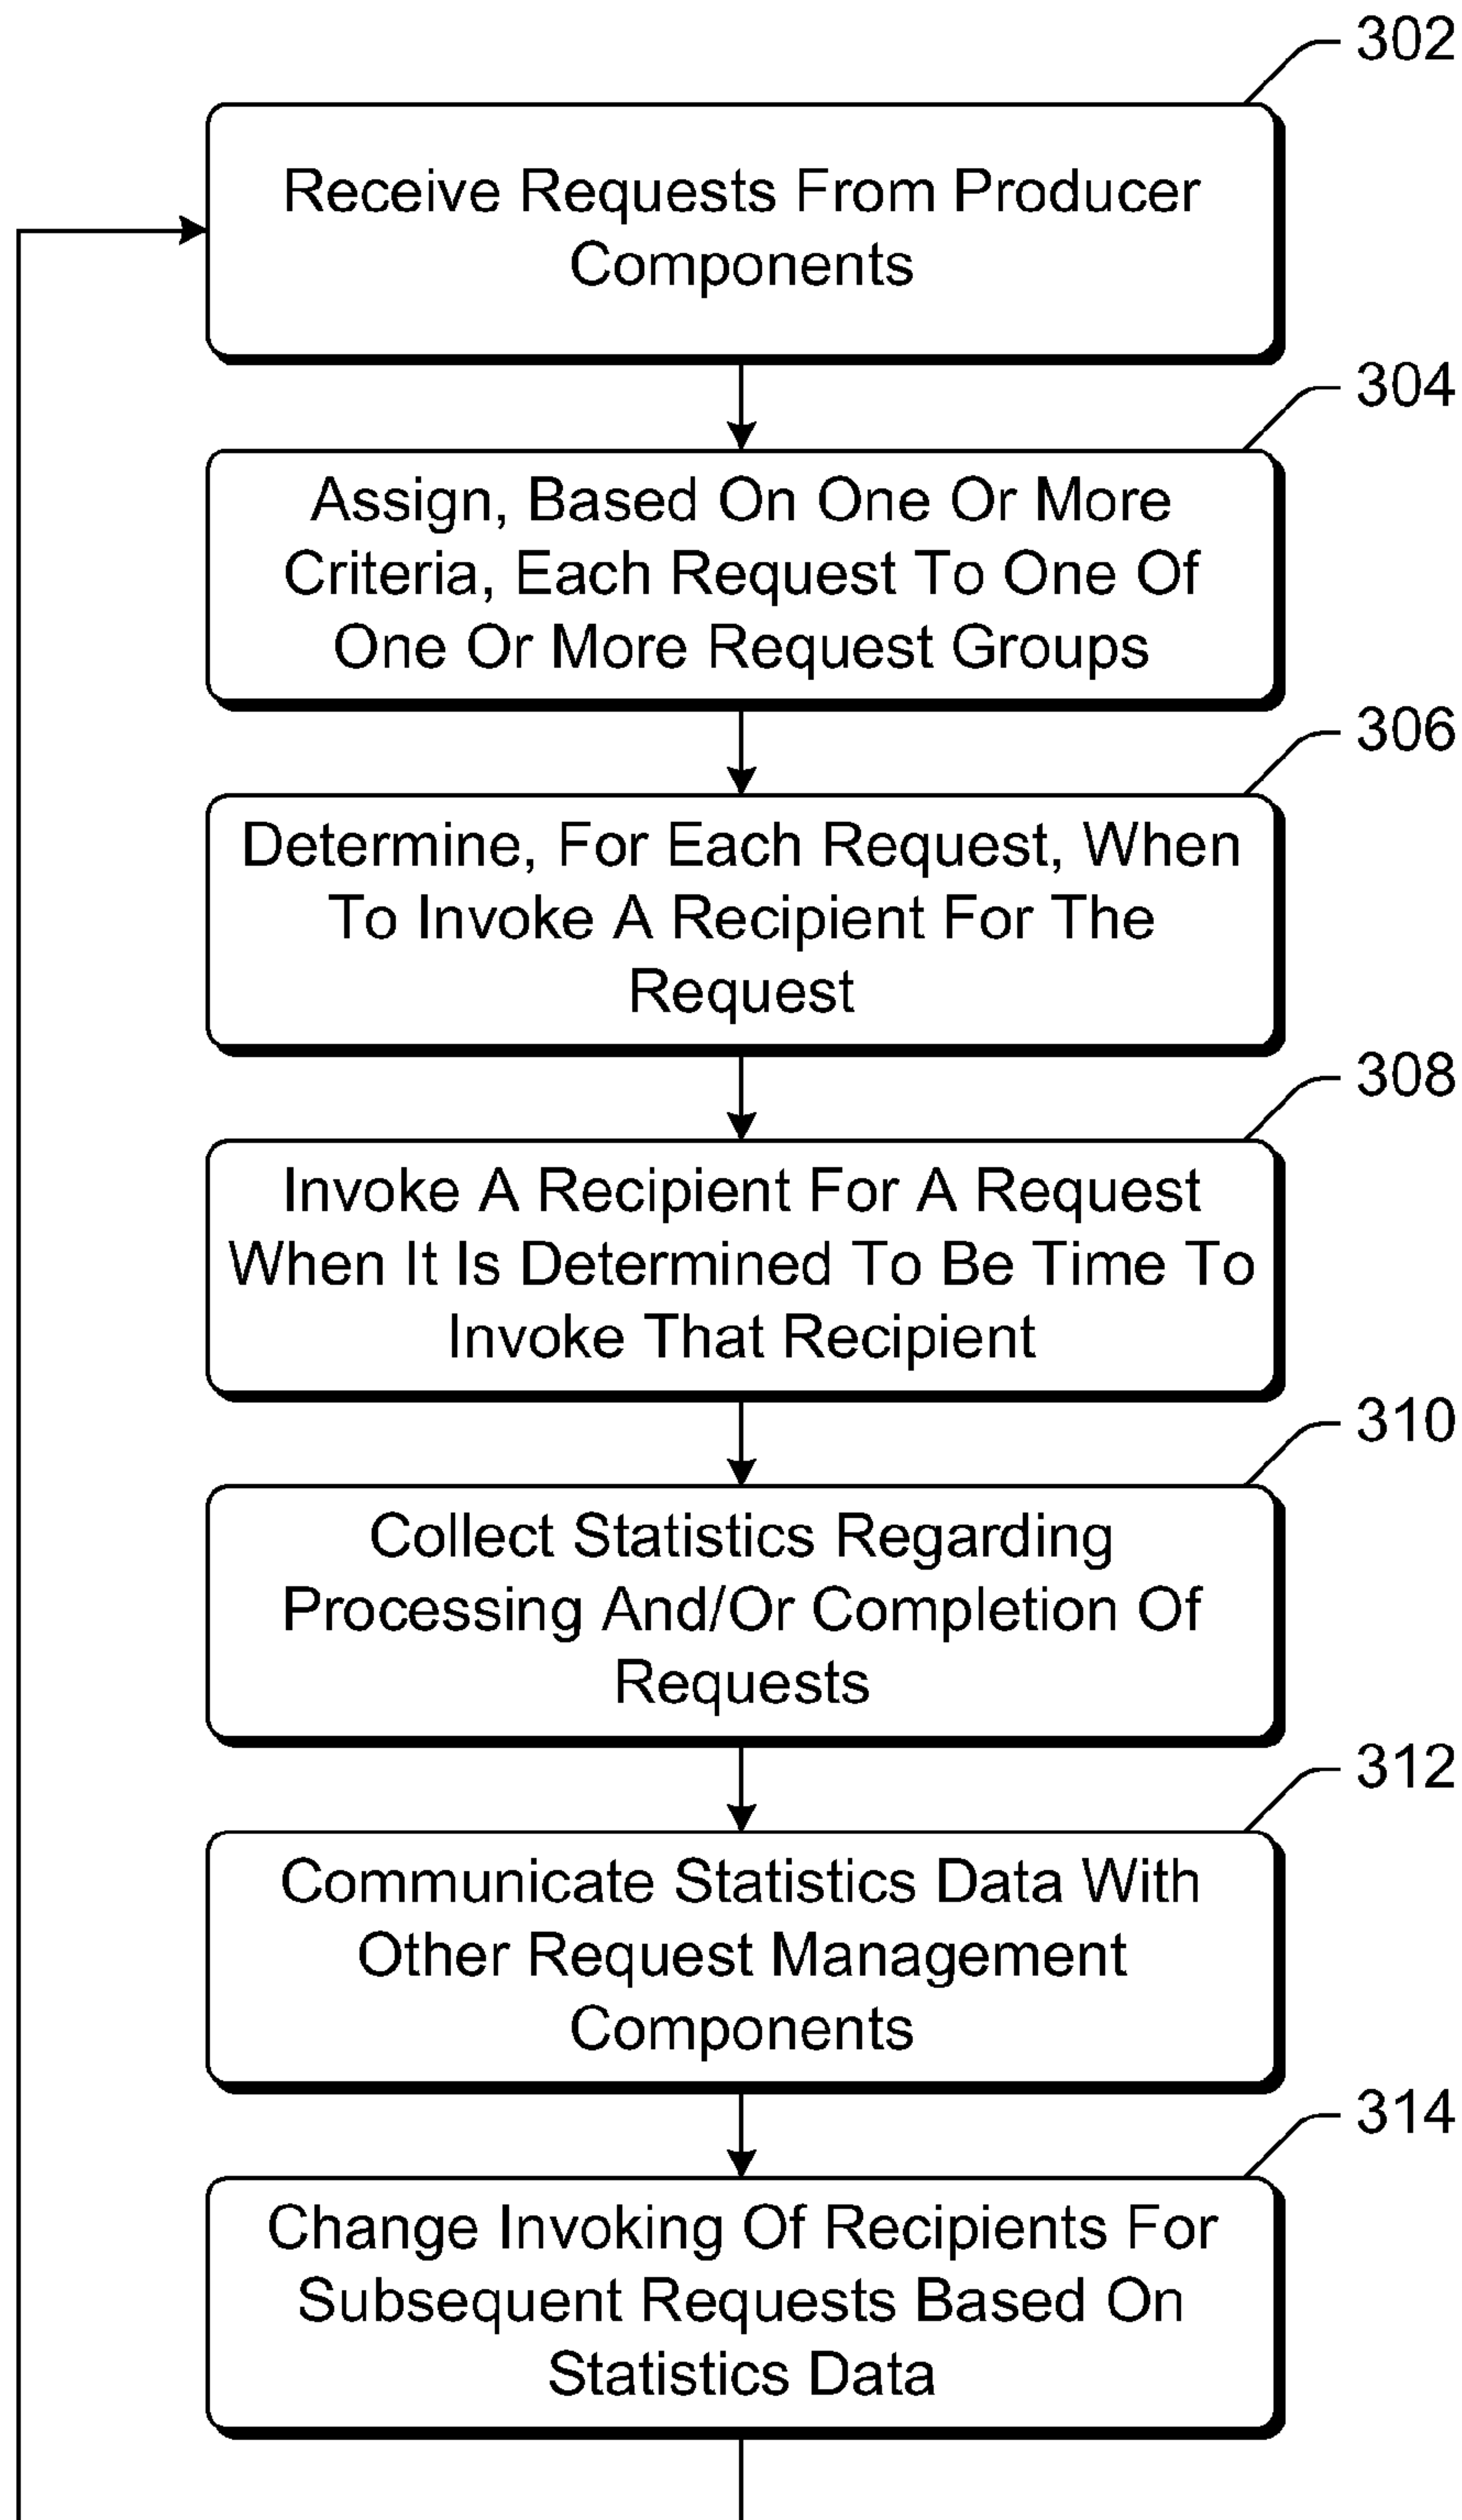 302
Receive Requests From Producer
Components
304
Assign, Based On One Or More
Criteria, Each Request To One Of
One Or More Request Groups
306
Determine, For Each Request, When
To Invoke A Recipient For The
Request
308
Invoke A Recipient For A Request
When It Is Determined To Be Time To
Invoke That Recipient
310
Collect Statistics Regarding
Processing And/Or Completion Of
Requests
312
Communicate Statistics Data With
Other Request Management
Components
314
Change Invoking Of Recipients For
Subsequent Requests Based On
Statistics Data